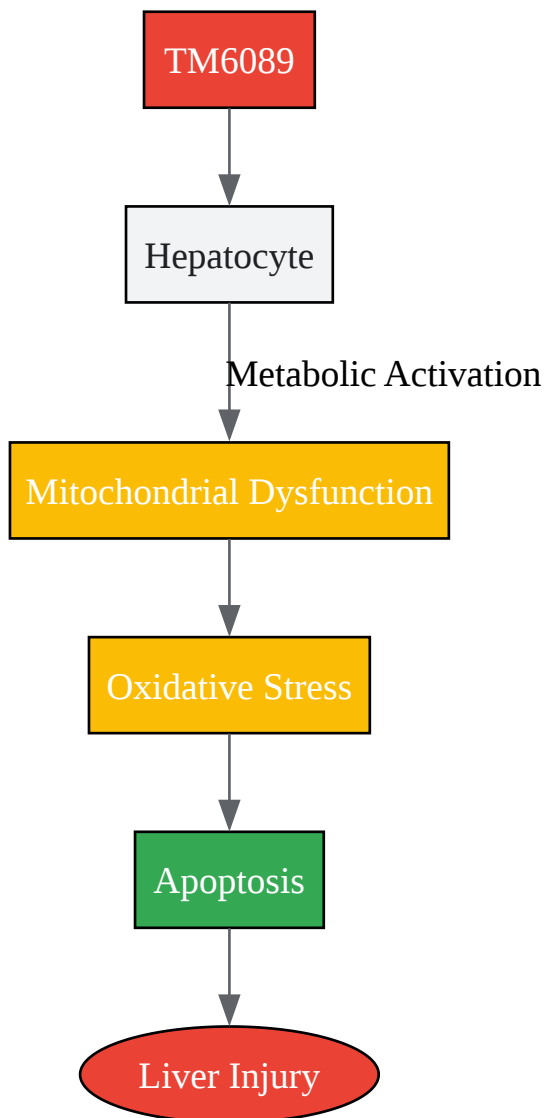 TM6089
Hepatocyte
Metabolic Activation
Mitochondrial Dysfunction
Oxidative Stress
Apoptosis
Liver Injury